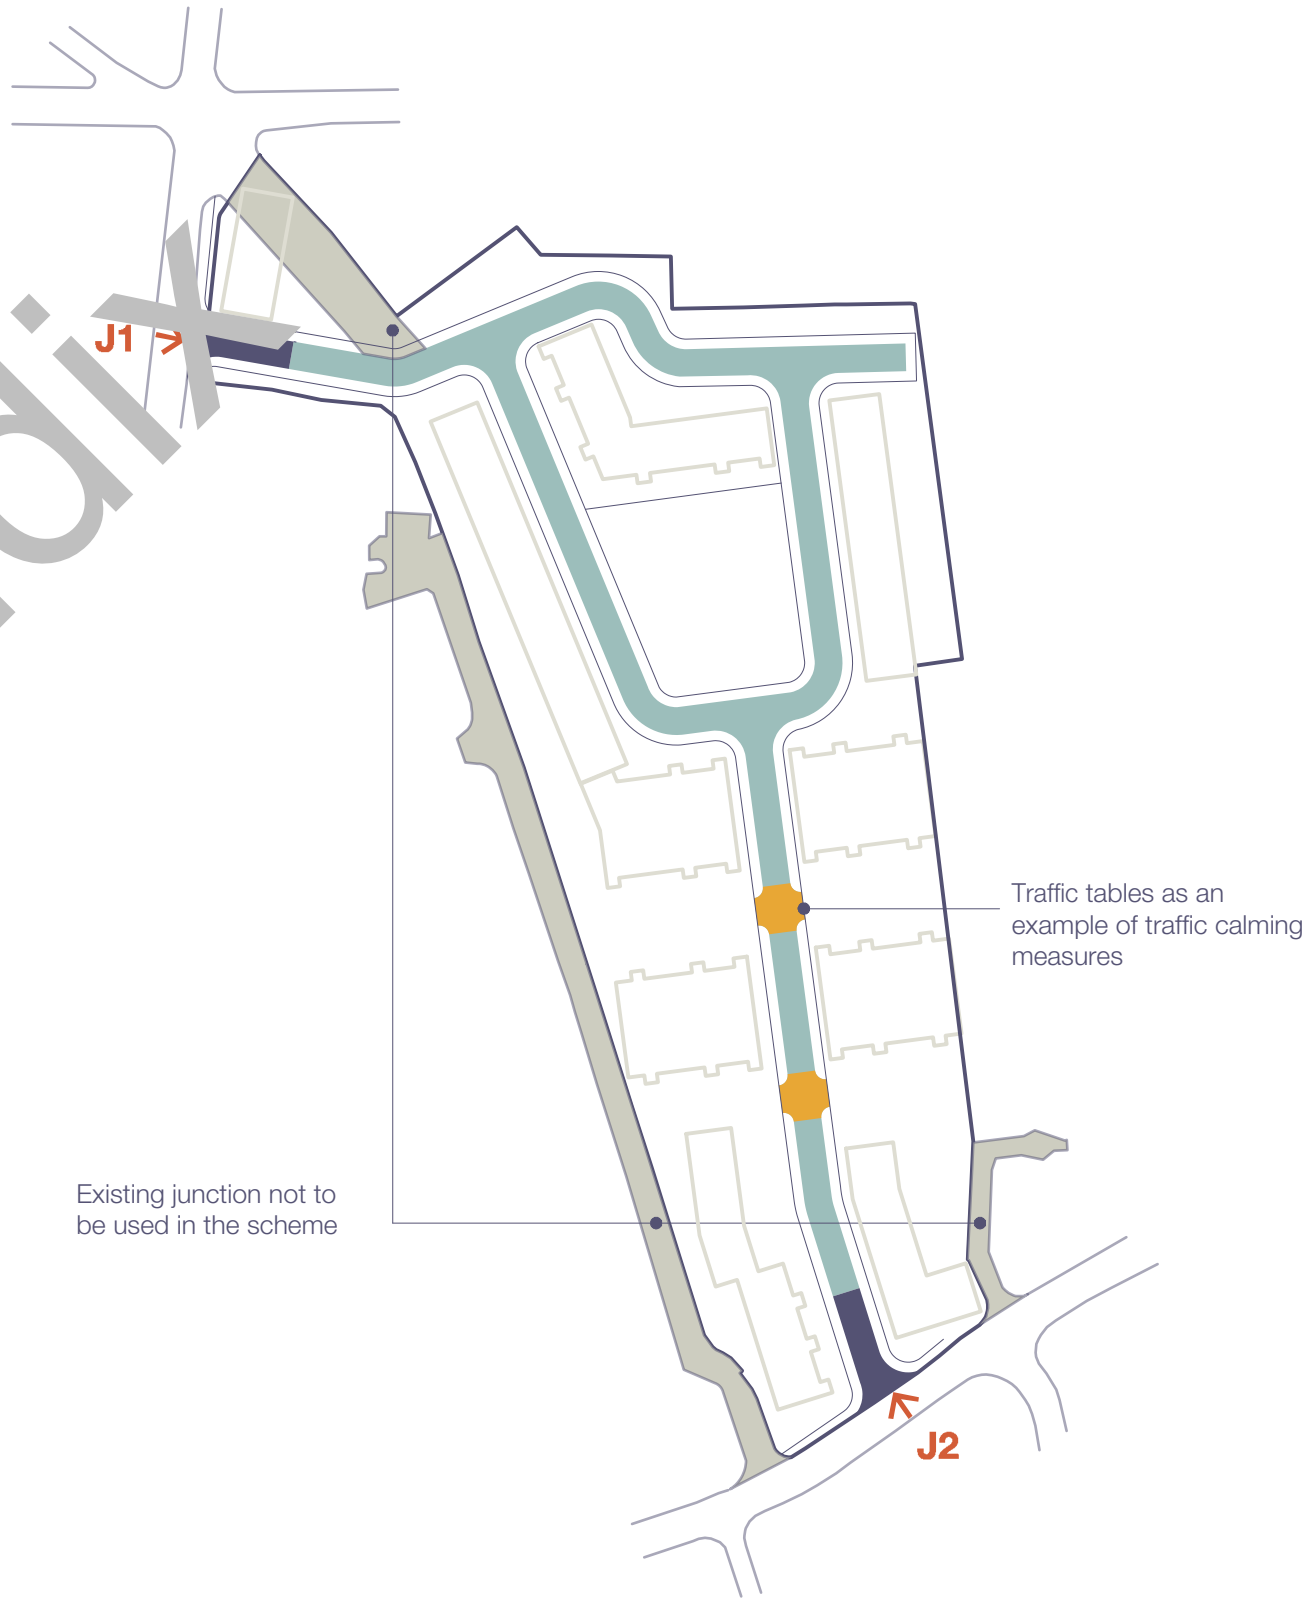 dix
J1
Traffic tables as an
example of traffic calming
measures
Existing junction not to
be used in the scheme
J2